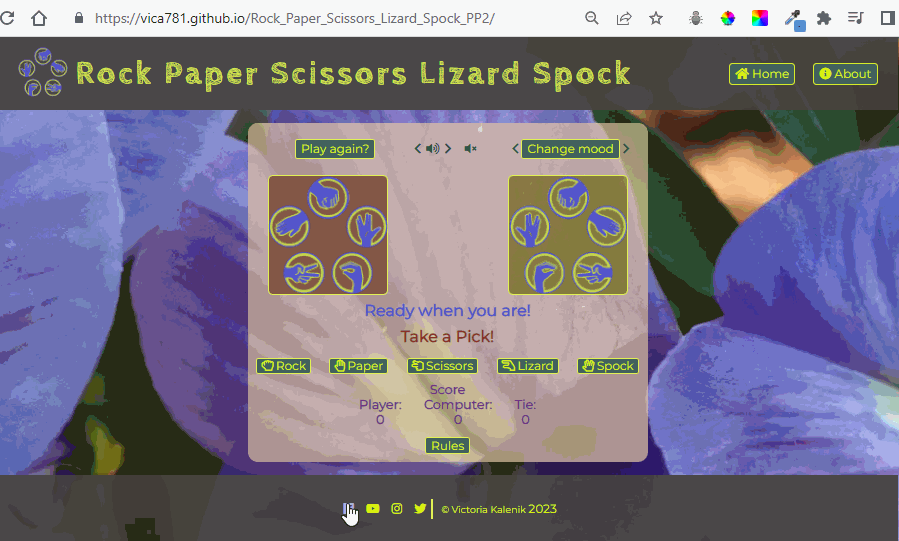 https://vica781.github.io/Rock_Paper_Scissors_Lizard_Spock_PP2/
Rock Paper Scissors Lizard Spock
Home
About
Play again?
Change mood
Ready when you are!
Take a Pick!
Rock
Paper
Scissors
Lizard
Spock
Score
Player: Computer: Tie:
0 0 0
Rules
© Victoria Kalenik 2023